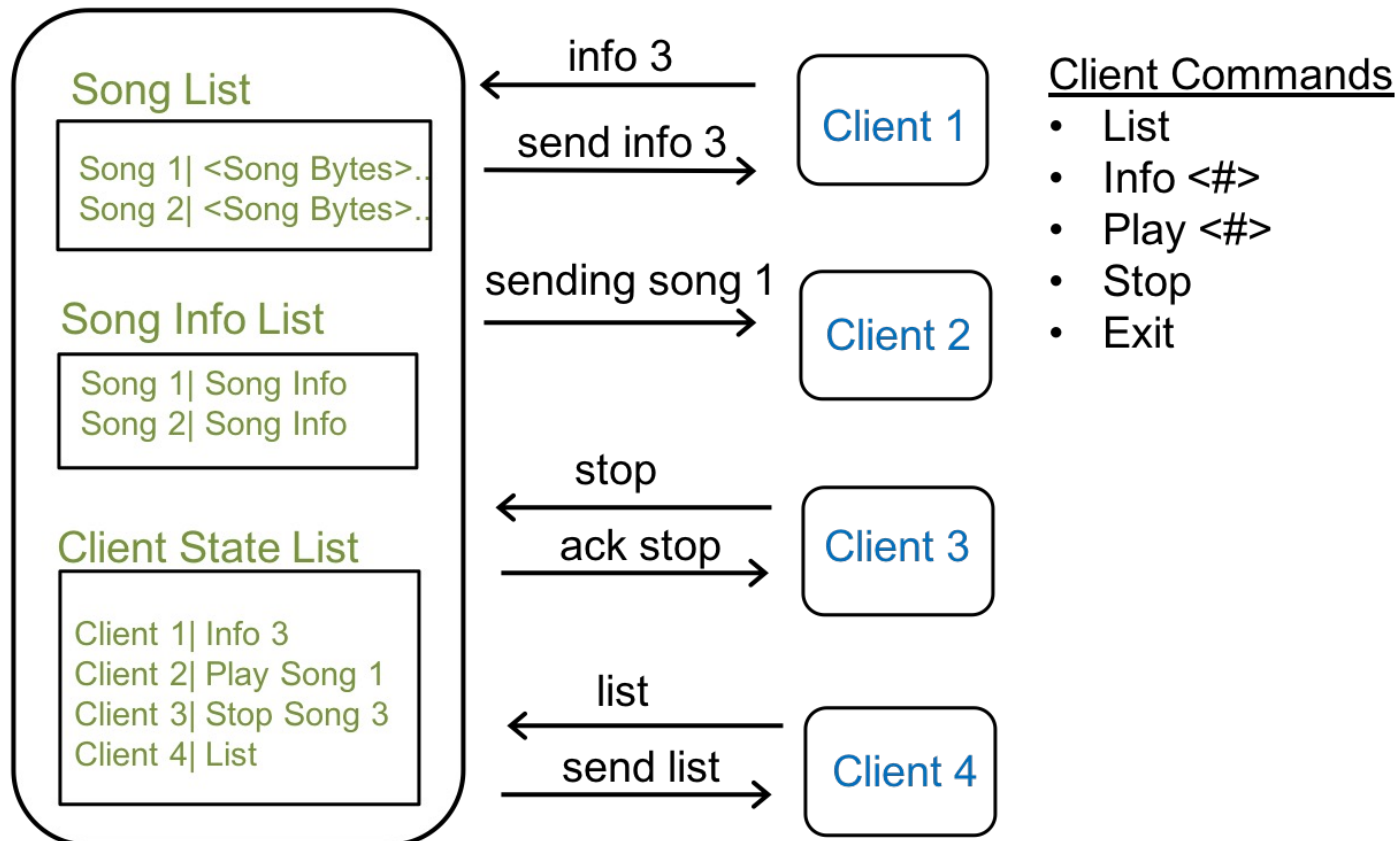 Song List
Song 1| <Song Bytes>..
Song 2| <Song Bytes>..
Song Info List
Song 1| Song Info
Song 2| Song Info
Client State List
Client 1| Info 3
Client 2| Play Song 1
Client 3| Stop Song 3
Client 4| List
info 3
send info 3
Client 1
sending song 1
Client 2
stop
ack stop
Client 3
list
send list
Client 4
Client Commands
• List
• Info <#>
• Play <#>
• Stop
• Exit